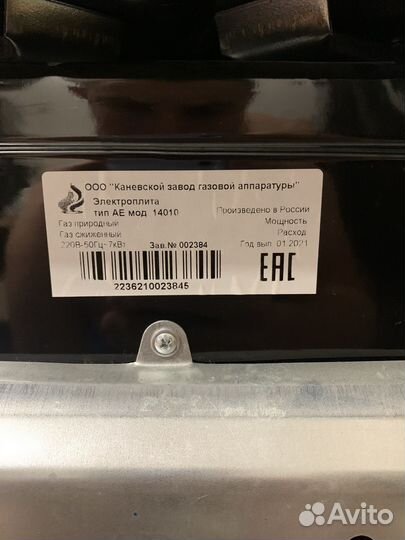 ООО "Каневской завод газовой аппаратуры"
Электроплита
тип АЕ мод. 14010
Произведено в России
Газ природный
Мощность
Газ сжиженный
Расход
220В-50Гц~7кВт
Зав.№ 002384
Год вып. 01.2021
2236210023845
EAC
Avito